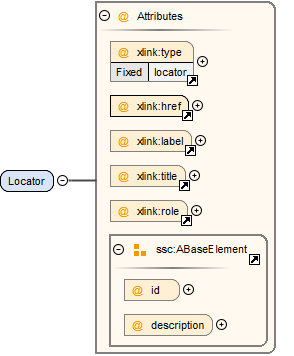 Attributes
@ xlink:type
Fixed locator
@ xlink:href
@ xlink:label
Locator
@ xlink:title
@ xlink:role
ssc:ABaseElement
@ id
@ description